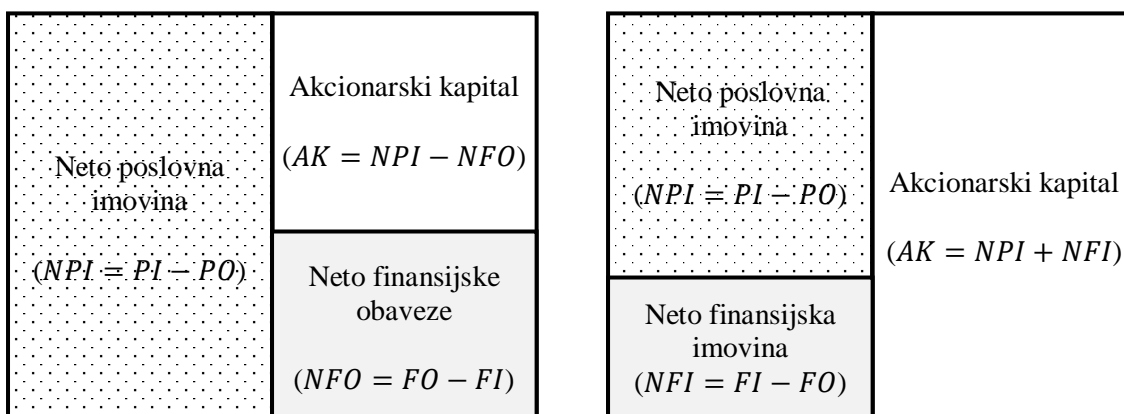 Neto poslovna
imovina
(NPI = PI − PO)
Akcionarski kapital
(AK = NPI − NFO)
Neto finansijske
obaveze
(NFO = FO − FI)
Neto poslovna
imovina
(NPI = PI − PO)
Neto finansijska
imovina
(NFI = FI − FO)
Akcionarski kapital
(AK = NPI + NFI)